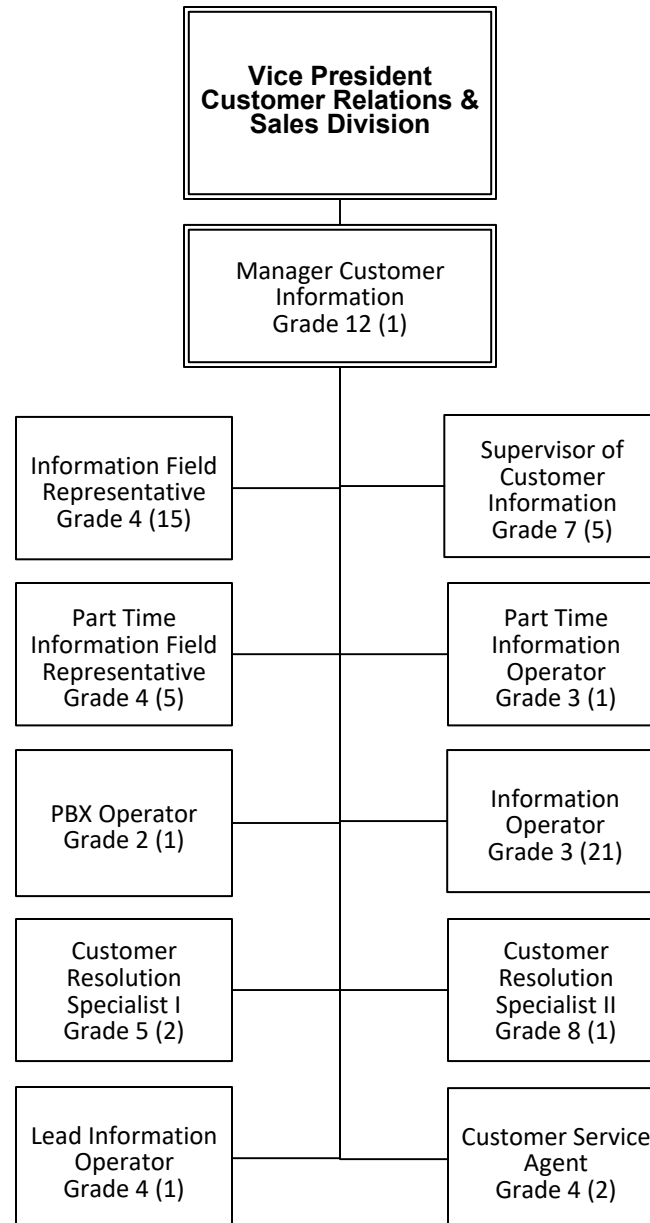 Vice President
Customer Relations &
Sales Division
Manager Customer
Information
Grade 12 (1)
Information Field
Representative
Grade 4 (15)
Supervisor of
Customer
Information
Grade 7 (5)
Part Time
Information Field
Representative
Grade 4 (5)
Part Time
Information
Operator
Grade 3 (1)
PBX Operator
Grade 2 (1)
Information
Operator
Grade 3 (21)
Customer
Resolution
Specialist I
Grade 5 (2)
Customer
Resolution
Specialist II
Grade 8 (1)
Lead Information
Operator
Grade 4 (1)
Customer Service
Agent
Grade 4 (2)